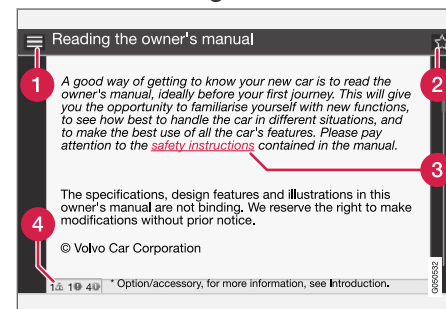 Reading the owner's manual
1
2
A good way of getting to know your new car is to read the
owner's manual, ideally before your first journey. This will give
you the opportunity to familiarise yourself with new functions,
to see how best to handle the car in different situations, and
to make the best use of all the car's features. Please pay
attention to the safety instructions contained in the manual.
3
The specifications, design features and illustrations in this
owner's manual are not binding. We reserve the right to make
modifications without prior notice.
4
© Volvo Car Corporation
1 1 4 * Option/accessory, for more information, see Introduction.
G050532